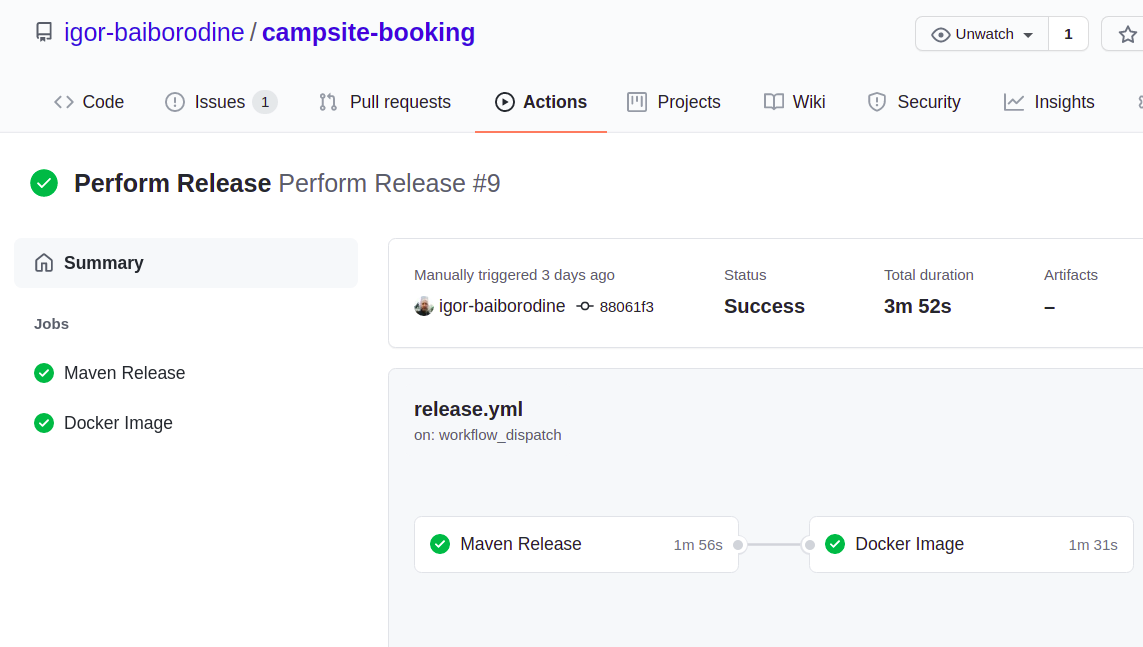 igor-baiborodine / campsite-booking
Unwatch 1
Code Issues 1 Pull requests Actions Projects Wiki Security Insights
Perform Release Perform Release #9
Summary
Jobs
Maven Release
Docker Image
Manually triggered 3 days ago Status Total duration Artifacts
igor-baiborodine 88061f3 Success 3m 52s –
release.yml
on: workflow_dispatch
Maven Release 1m 56s Docker Image 1m 31s